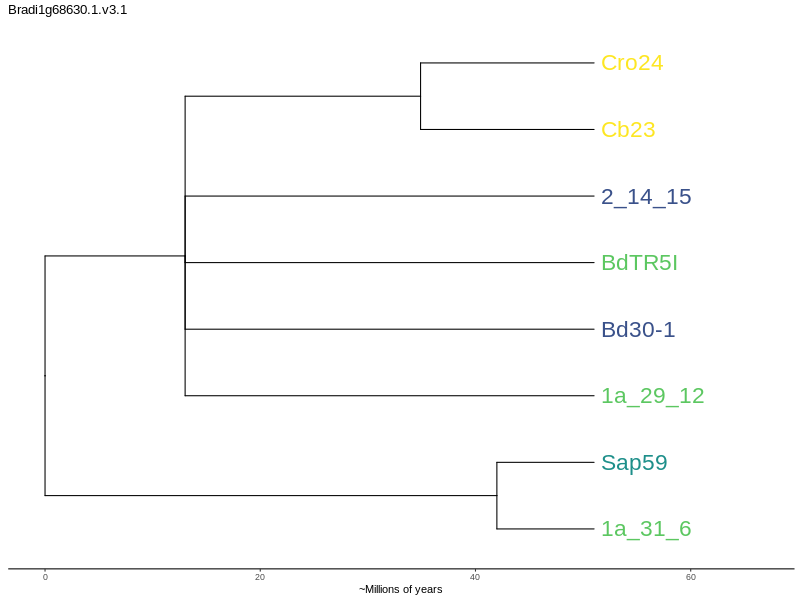 Bradi1g68630.1.v3.1
Cro24
Cb23
2_14_15
BdTR5I
Bd30-1
1a_29_12
Sap59
1a_31_6
0 20 40 60
~Millions of years